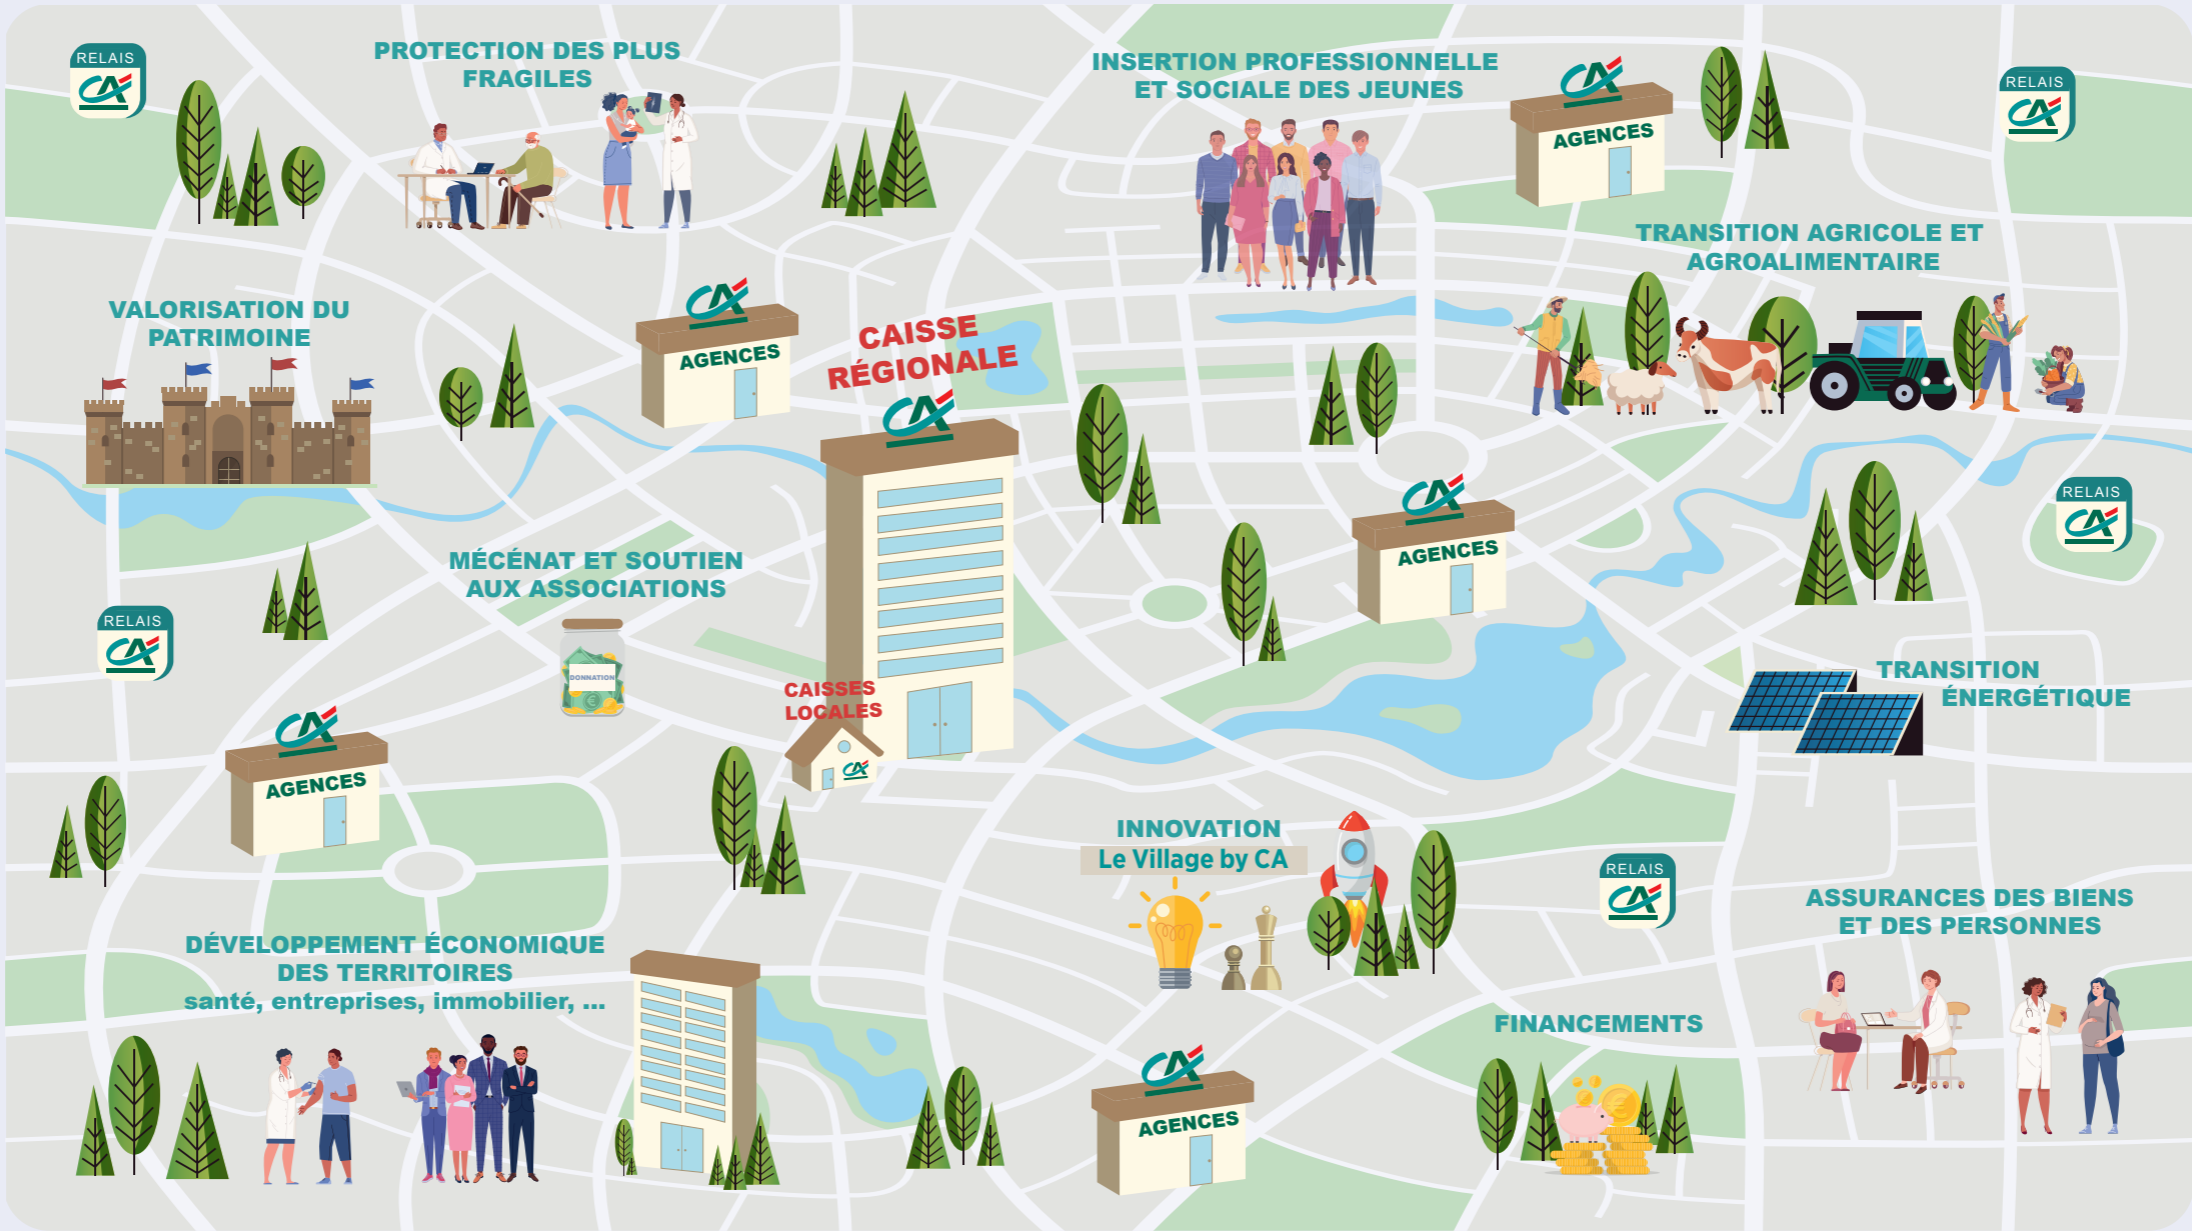 RELAIS
PROTECTION DES PLUS
FRAGILES
INSERTION PROFESSIONNELLE
ET SOCIALE DES JEUNES
AGENCES
RELAIS
TRANSITION AGRICOLE ET
AGROALIMENTAIRE
VALORISATION DU
PATRIMOINE
AGENCES
CAISSE
RÉGIONALE
RELAIS
AGENCES
MÉCÉNAT ET SOUTIEN
AUX ASSOCIATIONS
DONNATION
RELAIS
CAISSES
LOCALES
TRANSITION
ÉNERGÉTIQUE
AGENCES
INNOVATION
Le Village by CA
RELAIS
ASSURANCES DES BIENS
ET DES PERSONNES
DÉVELOPPEMENT ÉCONOMIQUE
DES TERRITOIRES
santé, entreprises, immobilier, ...
FINANCEMENTS
AGENCES